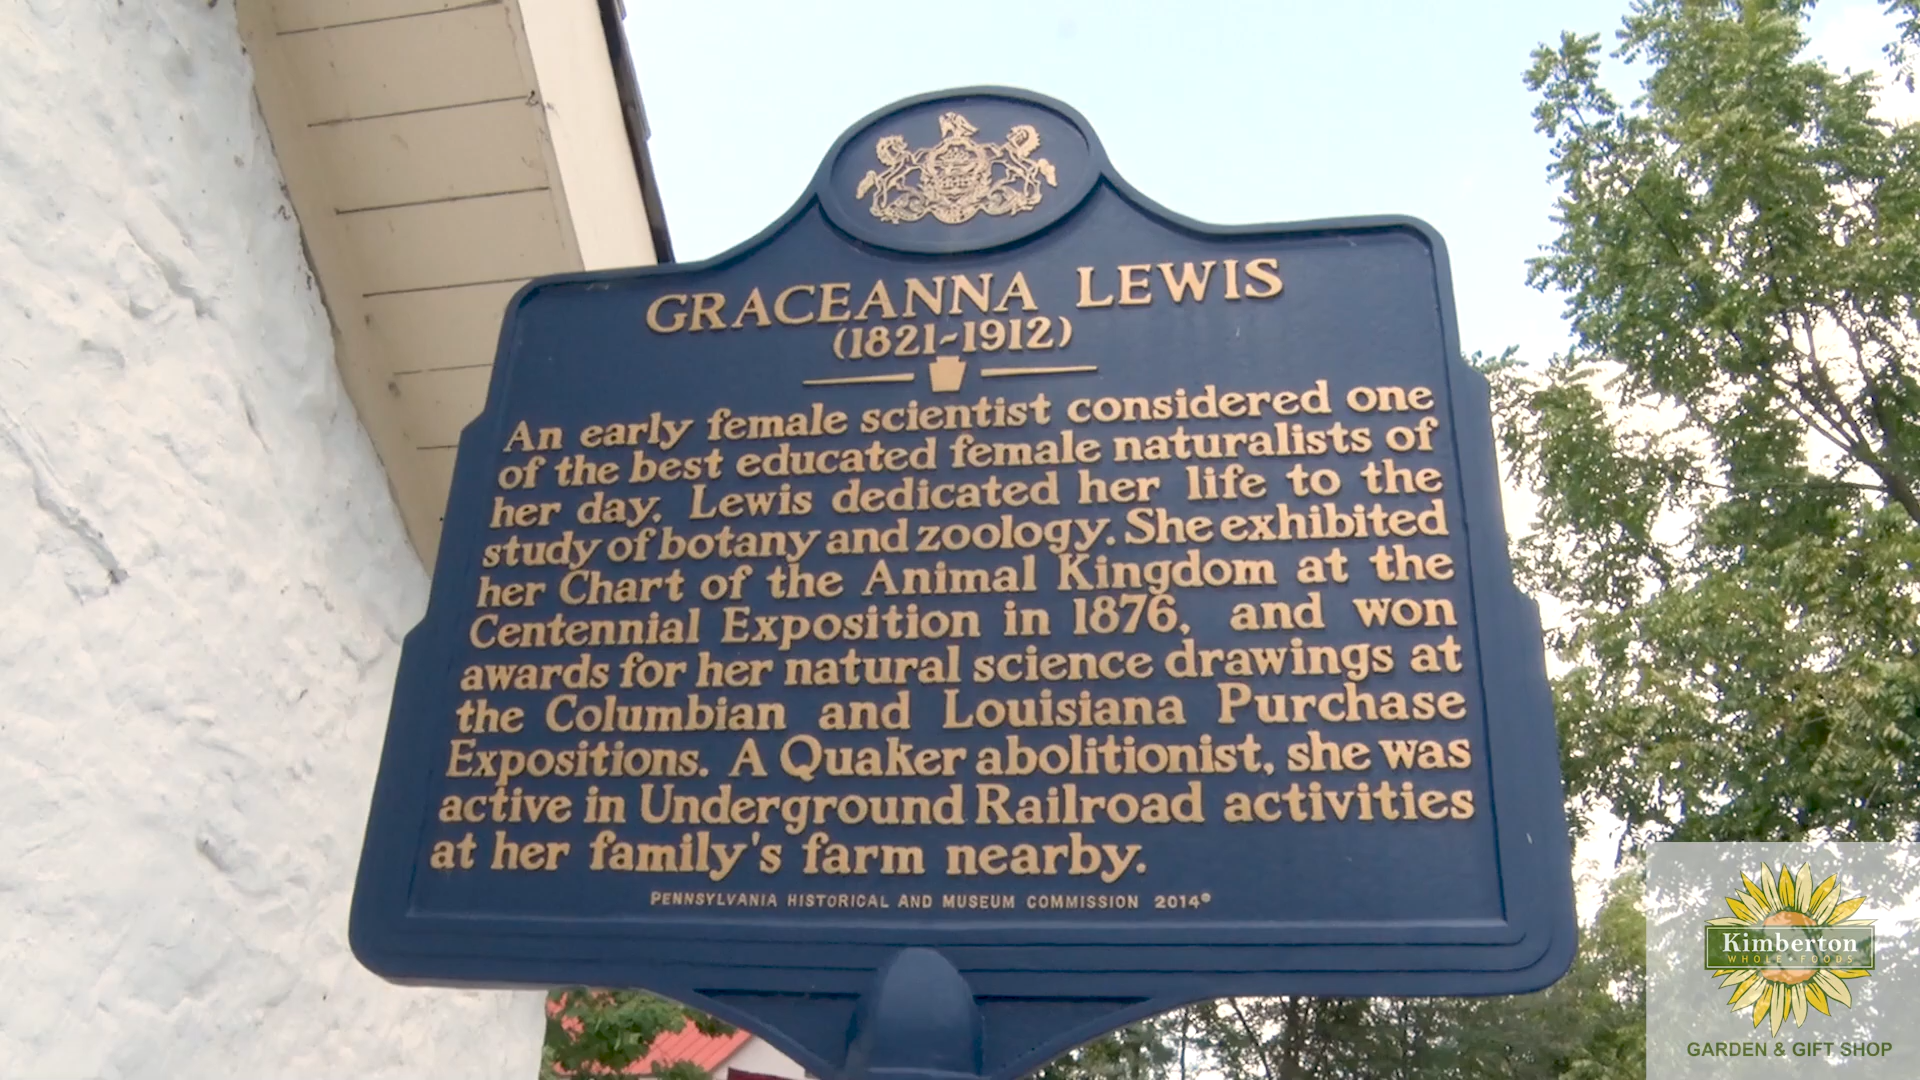 GRACEANNA LEWIS
(1821-1912)
An early female scientist considered one
of the best educated female naturalists of
her day, Lewis dedicated her life to the
study of botany and zoology. She exhibited
her Chart of the Animal Kingdom at the
Centennial Exposition in 1876, and won
awards for her natural science drawings at
the Columbian and Louisiana Purchase
Expositions. A Quaker abolitionist, she was
active in Underground Railroad activities
at her family's farm nearby.
PENNSYLVANIA HISTORICAL AND MUSEUM COMMISSION 2014©
Kimberton
WHOLE • FOODS
GARDEN & GIFT SHOP